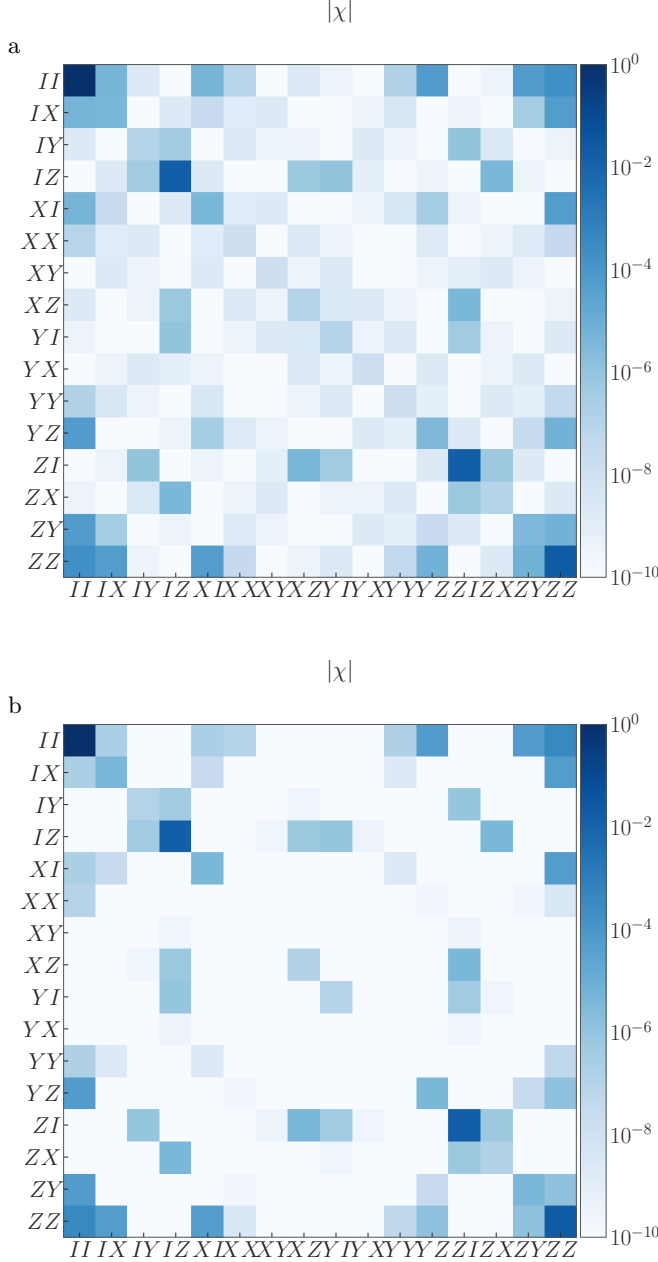 |χ|
a
II
IX
IY
IZ
XI
XX
XY
XZ
YI
YX
YY
YZ
ZI
ZX
ZY
ZZ
II IX IY IZ XI XX XY XZ YI YX YY YZ ZI ZX ZY ZZ
10^0
10^-2
10^-4
10^-6
10^-8
10^-10
|χ|
b
II
IX
IY
IZ
XI
XX
XY
XZ
YI
YX
YY
YZ
ZI
ZX
ZY
ZZ
II IX IY IZ XI XX XY XZ YI YX YY YZ ZI ZX ZY ZZ
10^0
10^-2
10^-4
10^-6
10^-8
10^-10